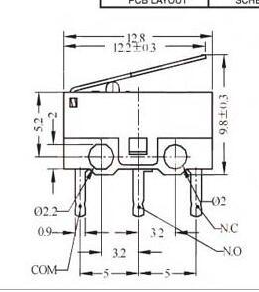 PCB LAYOUT
SCHE
12.8
12.2±0.3
9.8±0.3
5.2
2
Ø2.2
Ø2
0.9
3.2
3.2
N.C
N.O
COM
5
5